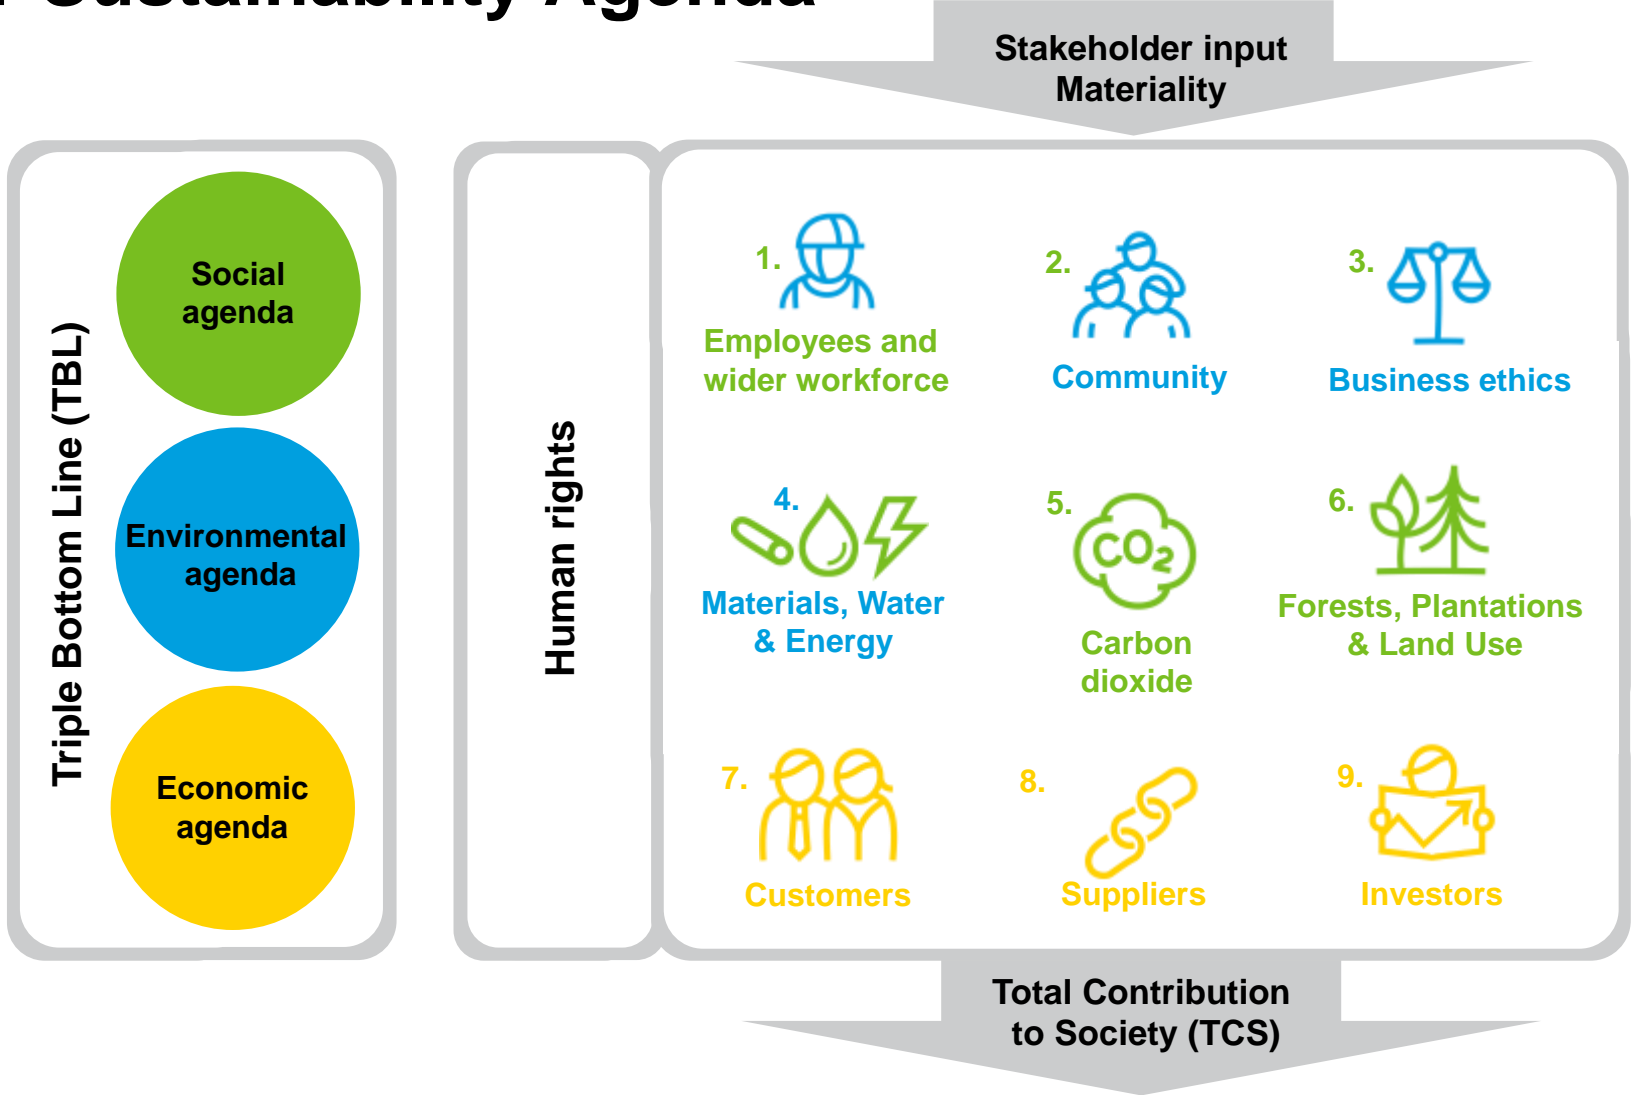 Sustainability Agenda
Stakeholder input
Materiality
Triple Bottom Line (TBL)
Social
agenda
Environmental
agenda
Economic
agenda
Human rights
1.
Employees and
wider workforce
2.
Community
3.
Business ethics
4.
Materials, Water
& Energy
5.
CO2
Carbon
dioxide
6.
Forests, Plantations
& Land Use
7.
Customers
8.
Suppliers
9.
Investors
Total Contribution
to Society (TCS)